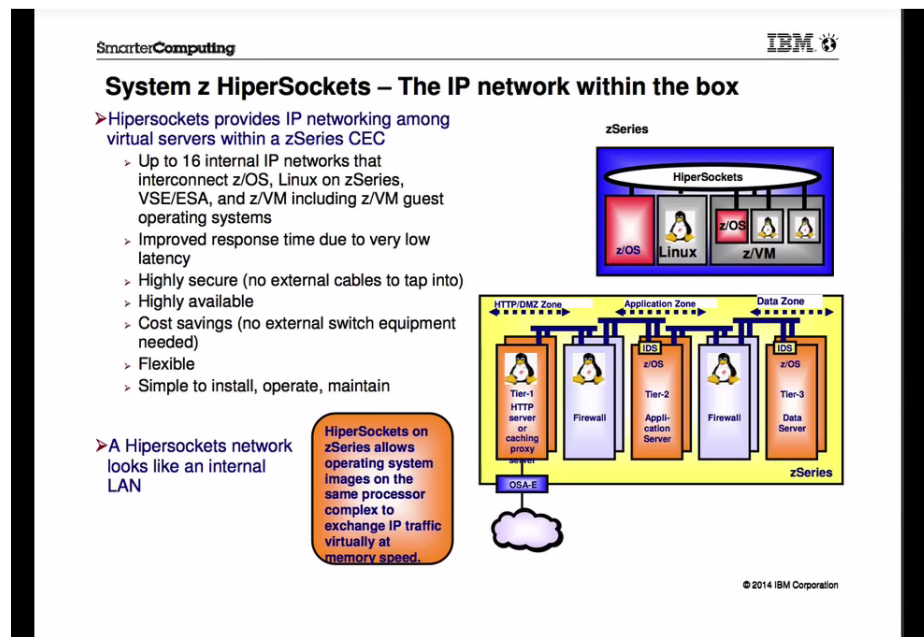 SmarterComputing
IBM
System z HiperSockets – The IP network within the box
➢Hipersockets provides IP networking among
virtual servers within a zSeries CEC
➢ Up to 16 internal IP networks that
interconnect z/OS, Linux on zSeries,
VSE/ESA, and z/VM including z/VM guest
operating systems
➢ Improved response time due to very low
latency
➢ Highly secure (no external cables to tap into)
➢ Highly available
➢ Cost savings (no external switch equipment
needed)
➢ Flexible
➢ Simple to install, operate, maintain
➢A Hipersockets network
looks like an internal
LAN
HiperSockets on
zSeries allows
operating system
images on the
same processor
complex to
exchange IP traffic
virtually at
memory speed.
zSeries
HiperSockets
z/OS
Linux
z/OS
z/VM
HTTP/DMZ Zone
Application Zone
Data Zone
IDS
IDS
z/OS
z/OS
Tier-1
HTTP
server
or
caching
proxy
server
Firewall
Tier-2
Appli-
cation
Server
Firewall
Tier-3
Data
Server
zSeries
OSA-E
© 2014 IBM Corporation